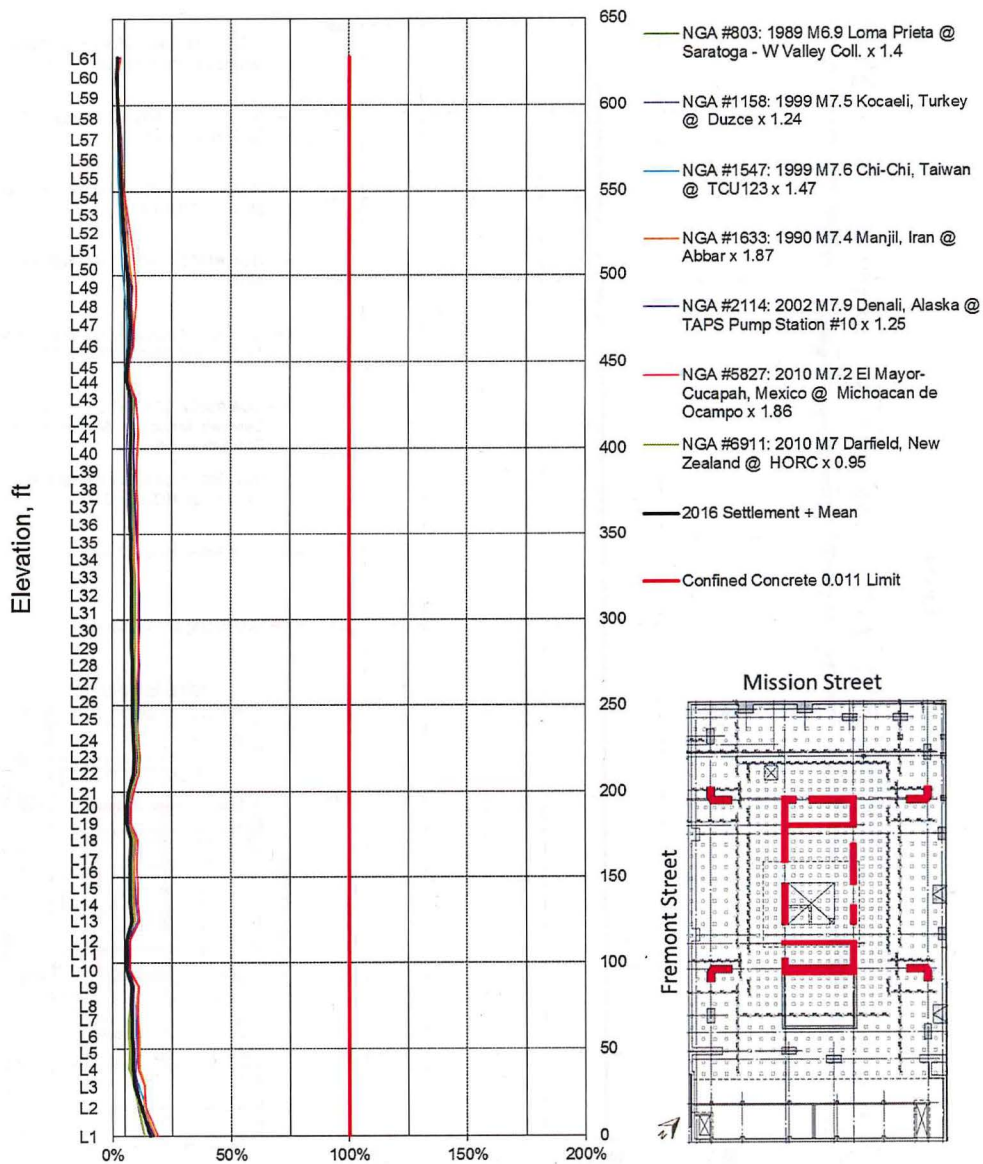 Elevation, ft
L61
L60
L59
L58
L57
L56
L55
L54
L53
L52
L51
L50
L49
L48
L47
L46
L45
L44
L43
L42
L41
L40
L39
L38
L37
L36
L35
L34
L33
L32
L31
L30
L29
L28
L27
L26
L25
L24
L23
L22
L21
L20
L19
L18
L17
L16
L15
L14
L13
L12
L11
L10
L9
L8
L7
L6
L5
L4
L3
L2
L1
0%
50%
100%
150%
200%
650
600
550
500
450
400
350
300
250
200
150
100
50
0
NGA #803: 1989 M6.9 Loma Prieta @
Saratoga - W Valley Coll. x 1.4
NGA #1158: 1999 M7.5 Kocaeli, Turkey
@ Duzce x 1.24
NGA #1547: 1999 M7.6 Chi-Chi, Taiwan
@ TCU123 x 1.47
NGA #1633: 1990 M7.4 Manjil, Iran @
Abbar x 1.87
NGA #2114: 2002 M7.9 Denali, Alaska @
TAPS Pump Station #10 x 1.25
NGA #5827: 2010 M7.2 El Mayor-
Cucapah, Mexico @ Michoacan de
Ocampo x 1.86
NGA #6911: 2010 M7 Darfield, New
Zealand @ HORC x 0.95
2016 Settlement + Mean
Confined Concrete 0.011 Limit
Mission Street
Fremont Street